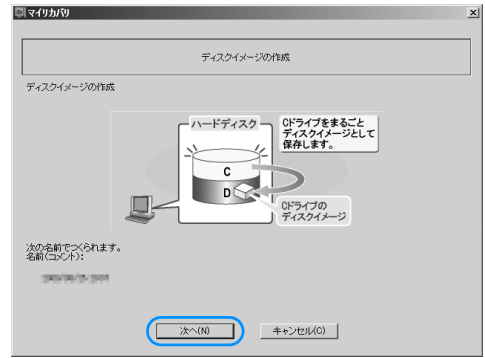 マイリカバリ
ディスクイメージの作成
ディスクイメージの作成
ハードディスク
Cドライブをまるごと
ディスクイメージとして
保存します。
C
D
Cドライブの
ディスクイメージ
次の名前でつくられます。
名前(コメント):
次へ(N)
キャンセル(C)